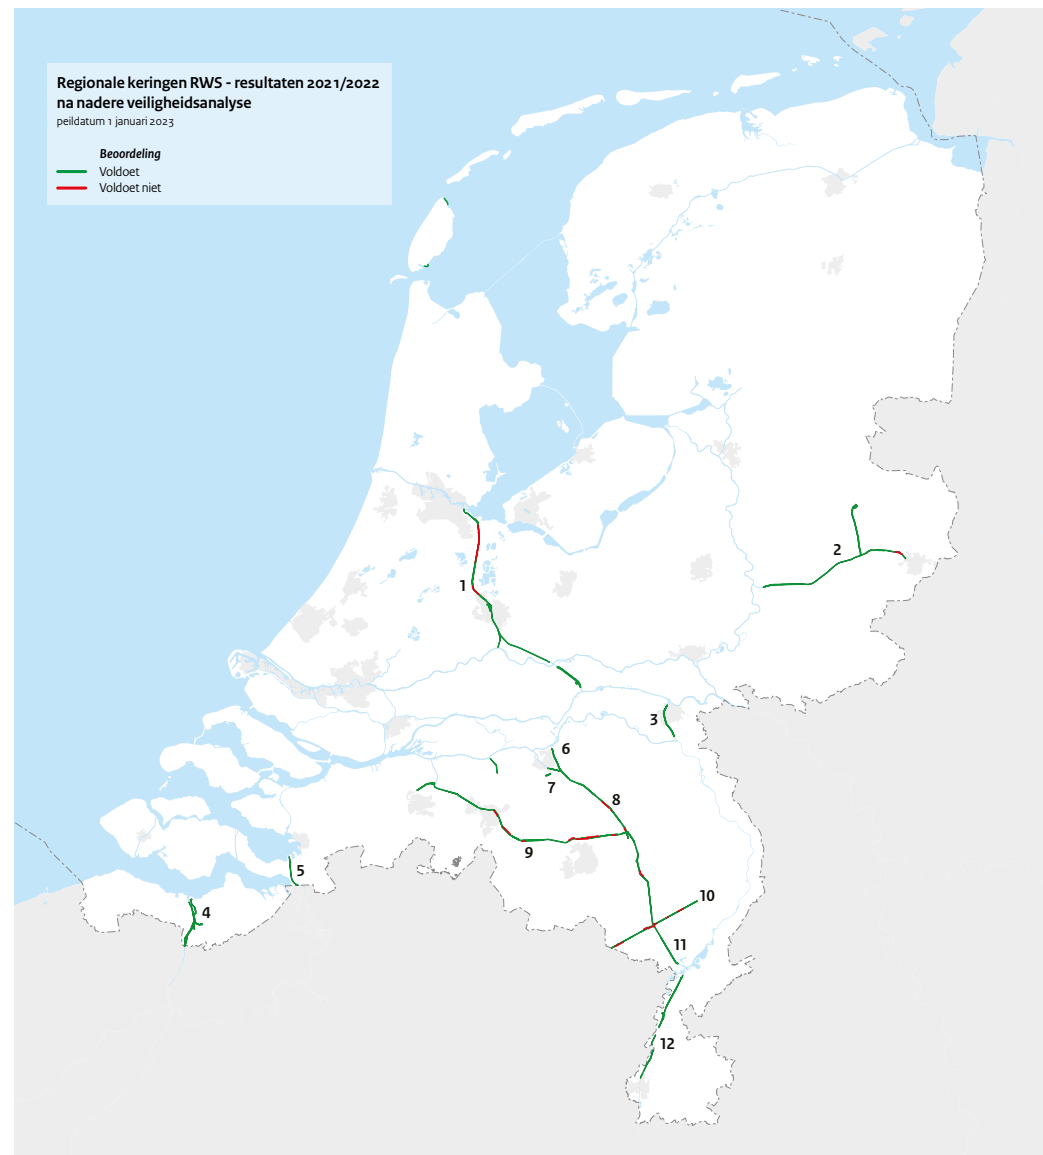 Regionale keringen RWS - resultaten 2021/2022
na nadere veiligheidsanalyse
peildatum 1 januari 2023
Beoordeling
Voldoet
Voldoet niet
2
1
3
6
7
8
9
5
10
4
11
12